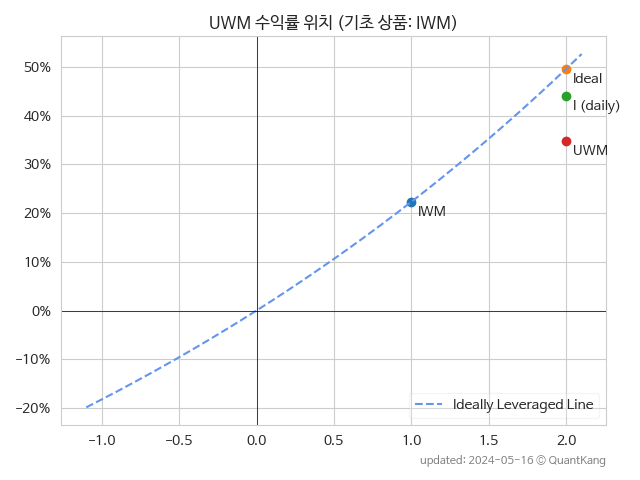 UWM 수익률 위치 (기초 상품: IWM)
50%
40%
30%
20%
10%
0%
−10%
−20%
Ideal
I (daily)
UWM
IWM
Ideally Leveraged Line
−1.0 −0.5 0.0 0.5 1.0 1.5 2.0
updated: 2024-05-16 © QuantKang